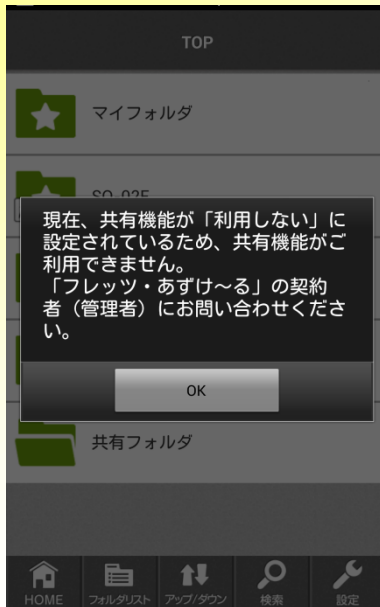 TOP
マイフォルダ
SO-02E
現在、共有機能が「利用しない」に
設定されているため、共有機能がご
利用できません。
「フレッツ・あずけ～る」の契約
者（管理者）にお問い合わせくださ
い。
OK
共有フォルダ
HOME
フォルダリスト
アップ/ダウン
検索
設定